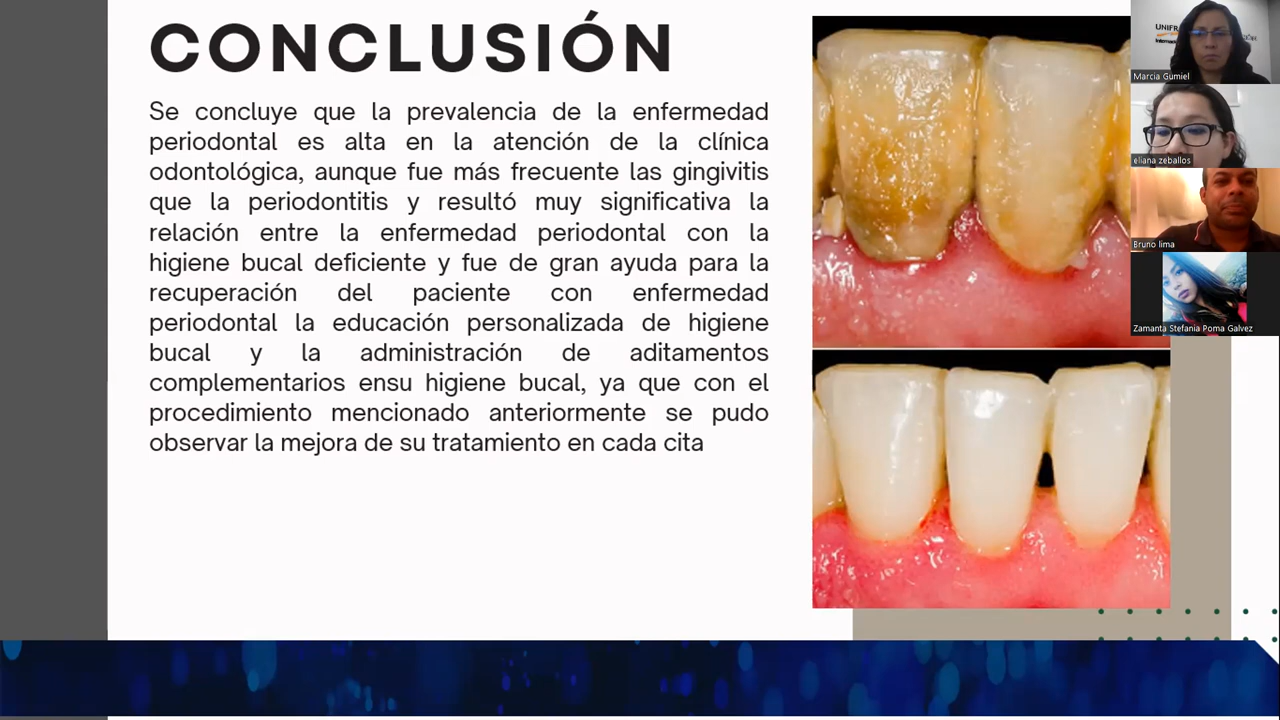 CONCLUSIÓN
Se concluye que la prevalencia de la enfermedad
periodontal es alta en la atención de la clínica
odontológica, aunque fue más frecuente las gingivitis
que la periodontitis y resultó muy significativa la
relación entre la enfermedad periodontal con la
higiene bucal deficiente y fue de gran ayuda para la
recuperación del paciente con enfermedad
periodontal la educación personalizada de higiene
bucal y la administración de aditamentos
complementarios ensu higiene bucal, ya que con el
procedimiento mencionado anteriormente se pudo
observar la mejora de su tratamiento en cada cita
UNIFR
Marcia Gumiel
eliana zeballos
Bruno lima
Zamanta Stefania Poma Galvez